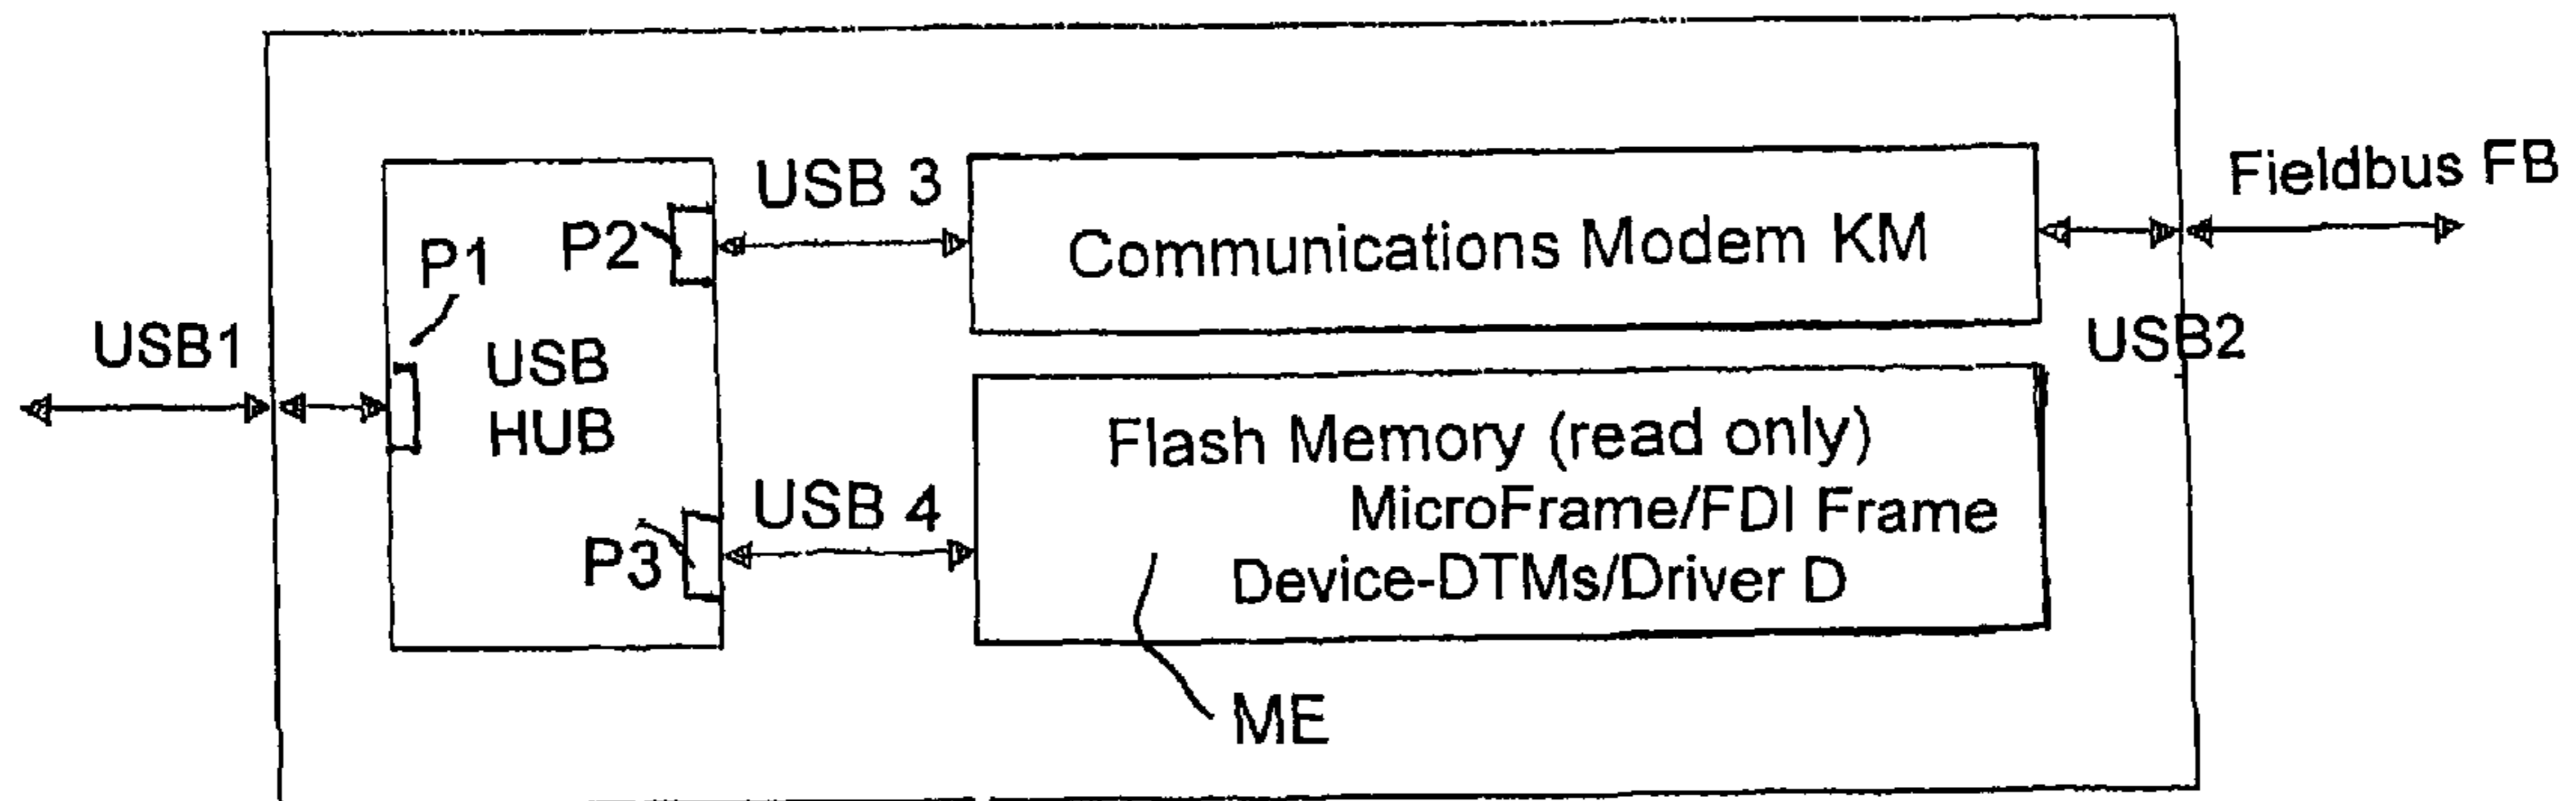 USB1
P1
USB
HUB
P2
P3
USB 3
USB 4
Communications Modem KM
Flash Memory (read only)
MicroFrame/FDI Frame
Device-DTMs/Driver D
ME
USB2
Fieldbus FB